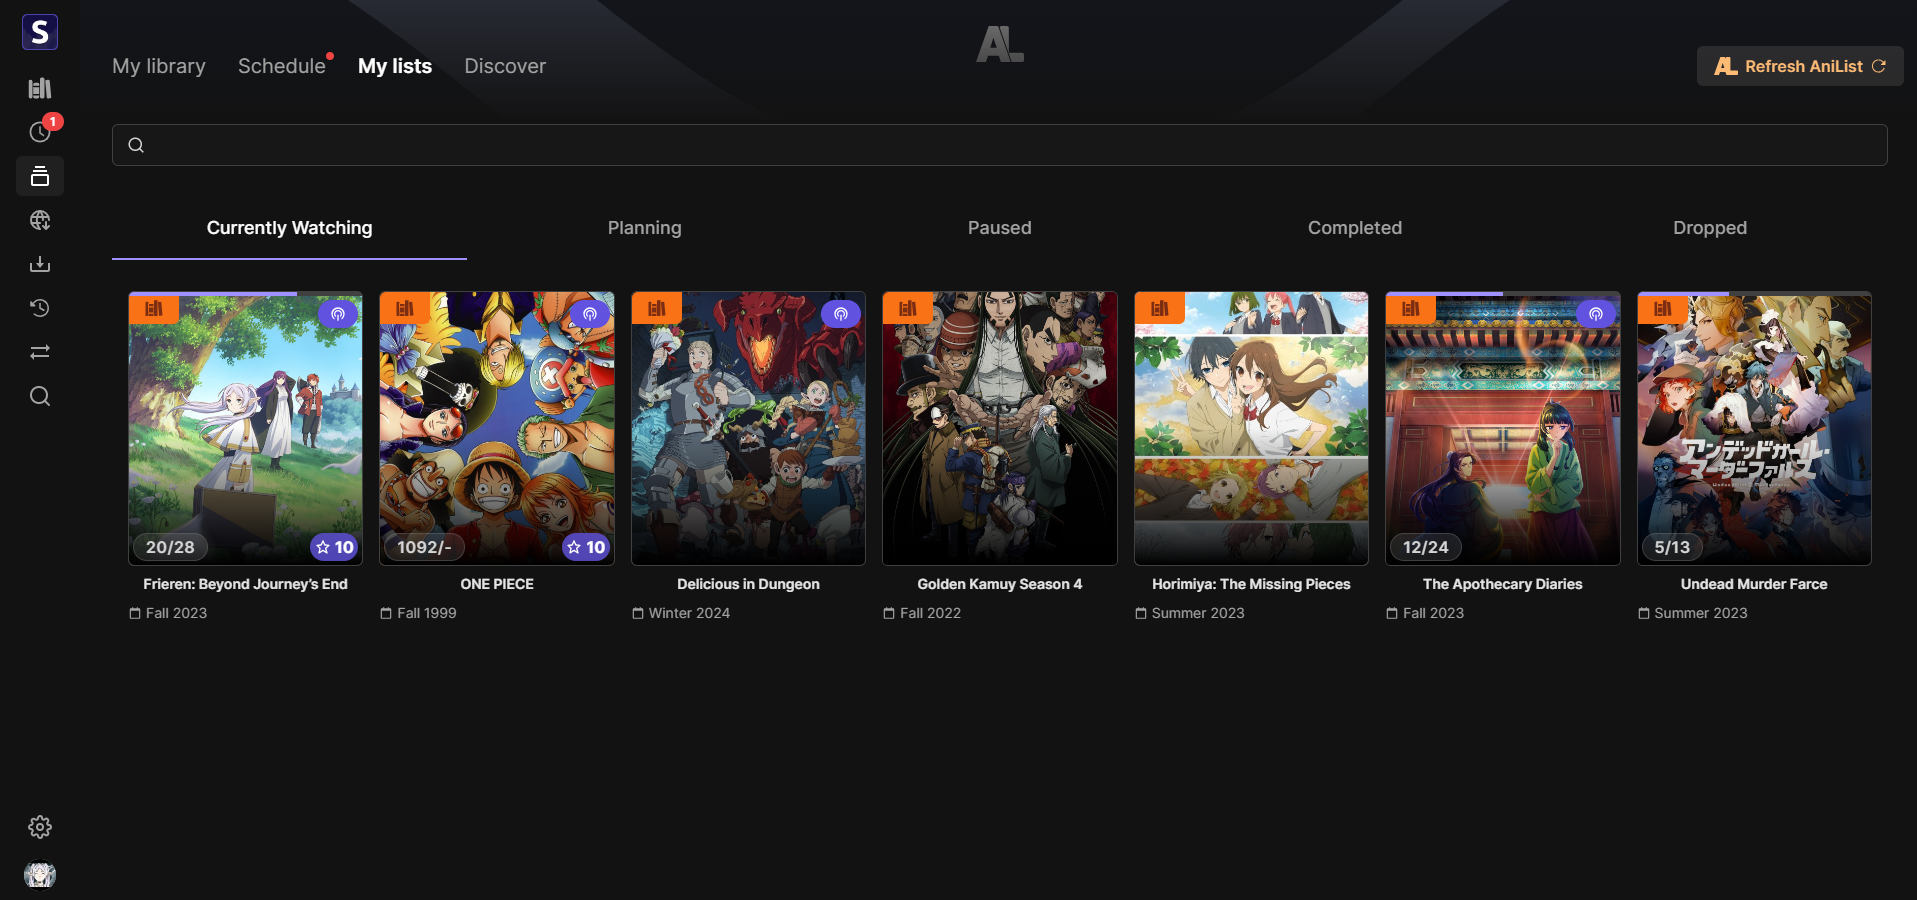 S
My library
Schedule
My lists
Discover
AL
AL Refresh AniList
1
Currently Watching
Planning
Paused
Completed
Dropped
アンデッドガール・
マーダーファルス
20/28
10
1092/-
10
12/24
5/13
Frieren: Beyond Journey’s End
ONE PIECE
Delicious in Dungeon
Golden Kamuy Season 4
Horimiya: The Missing Pieces
The Apothecary Diaries
Undead Murder Farce
Fall 2023
Fall 1999
Winter 2024
Fall 2022
Summer 2023
Fall 2023
Summer 2023